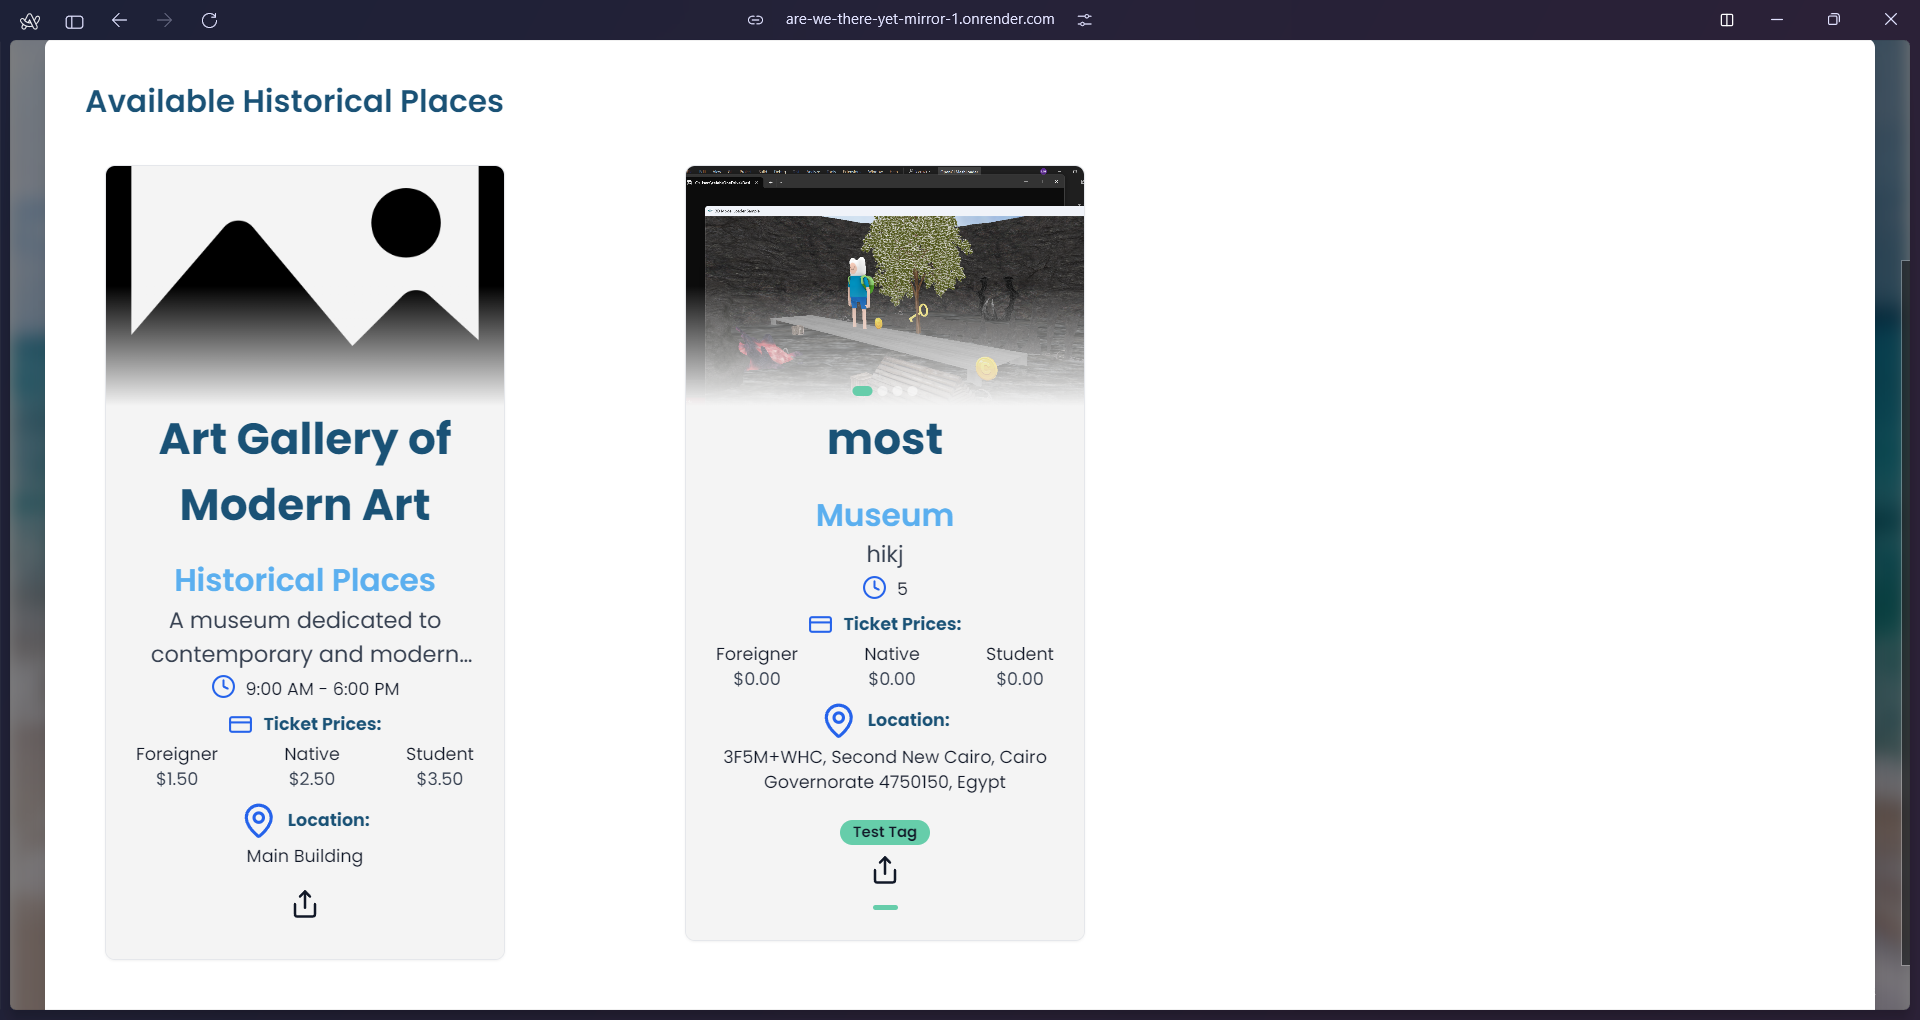 are-we-there-yet-mirror-1.onrender.com
Available Historical Places
Art Gallery of
Modern Art
Historical Places
A museum dedicated to
contemporary and modern...
9:00 AM - 6:00 PM
Ticket Prices:
Foreigner Native Student
$1.50 $2.50 $3.50
Location:
Main Building
most
Museum
hikj
5
Ticket Prices:
Foreigner Native Student
$0.00 $0.00 $0.00
Location:
3F5M+WHC, Second New Cairo, Cairo
Governorate 4750150, Egypt
Test Tag